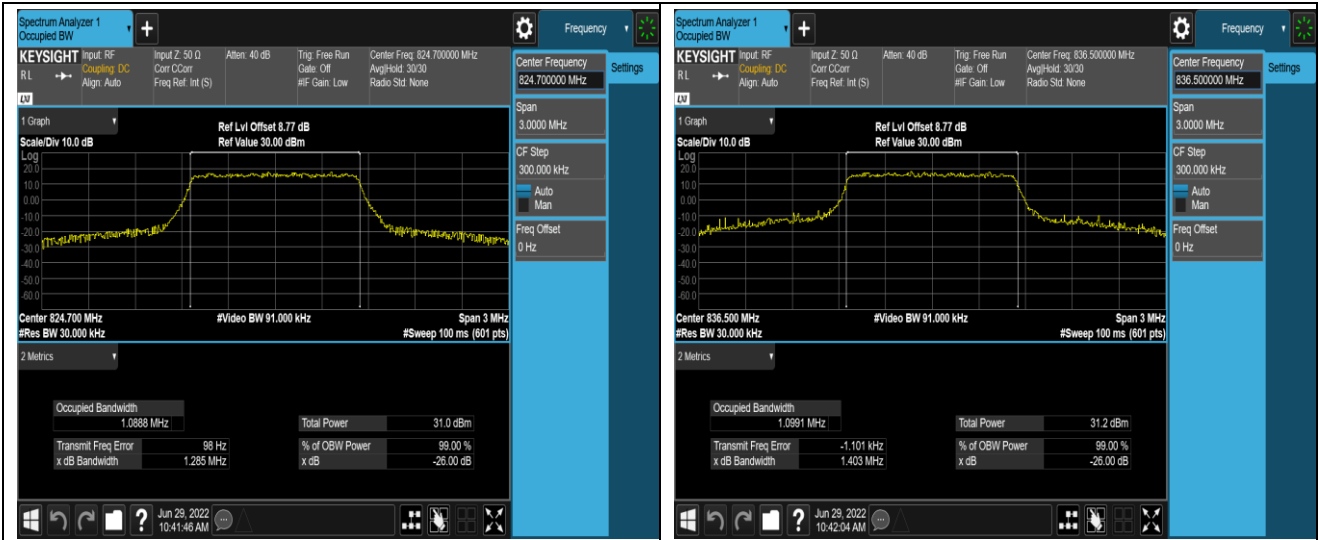 Spectrum Analyzer 1
Occupied BW
+
Frequency
KEYSIGHT Input: RF
Coupling: DC
Align: Auto
RL
LXI
Input Z: 50 Ω
Corr CCorr
Freq Ref: Int (S)
Atten: 40 dB
Trig: Free Run
Gate: Off
#IF Gain: Low
Center Freq: 824.700000 MHz
Avg|Hold: 30/30
Radio Std: None
Center Frequency
824.700000 MHz
Settings
Span
3.0000 MHz
CF Step
300.000 kHz
Auto
Man
Freq Offset
0 Hz
1 Graph
Scale/Div 10.0 dB
Ref Lvl Offset 8.77 dB
Ref Value 30.00 dBm
Log
20.0
10.0
0.00
-10.0
-20.0
-30.0
-40.0
-50.0
-60.0
Center 824.700 MHz
#Video BW 91.000 kHz
Span 3 MHz
#Res BW 30.000 kHz
#Sweep 100 ms (601 pts)
2 Metrics
Occupied Bandwidth
1.0888 MHz
Total Power 31.0 dBm
Transmit Freq Error 98 Hz
% of OBW Power 99.00 %
x dB Bandwidth 1.285 MHz
x dB -26.00 dB
?
Jun 29, 2022
10:41:46 AM
Spectrum Analyzer 1
Occupied BW
+
Frequency
KEYSIGHT Input: RF
Coupling: DC
Align: Auto
RL
LXI
Input Z: 50 Ω
Corr CCorr
Freq Ref: Int (S)
Atten: 40 dB
Trig: Free Run
Gate: Off
#IF Gain: Low
Center Freq: 836.500000 MHz
Avg|Hold: 30/30
Radio Std: None
Center Frequency
836.500000 MHz
Settings
Span
3.0000 MHz
CF Step
300.000 kHz
Auto
Man
Freq Offset
0 Hz
1 Graph
Scale/Div 10.0 dB
Ref Lvl Offset 8.77 dB
Ref Value 30.00 dBm
Log
20.0
10.0
0.00
-10.0
-20.0
-30.0
-40.0
-50.0
-60.0
Center 836.500 MHz
#Video BW 91.000 kHz
Span 3 MHz
#Res BW 30.000 kHz
#Sweep 100 ms (601 pts)
2 Metrics
Occupied Bandwidth
1.0991 MHz
Total Power 31.2 dBm
Transmit Freq Error -1.101 kHz
% of OBW Power 99.00 %
x dB Bandwidth 1.403 MHz
x dB -26.00 dB
?
Jun 29, 2022
10:42:04 AM